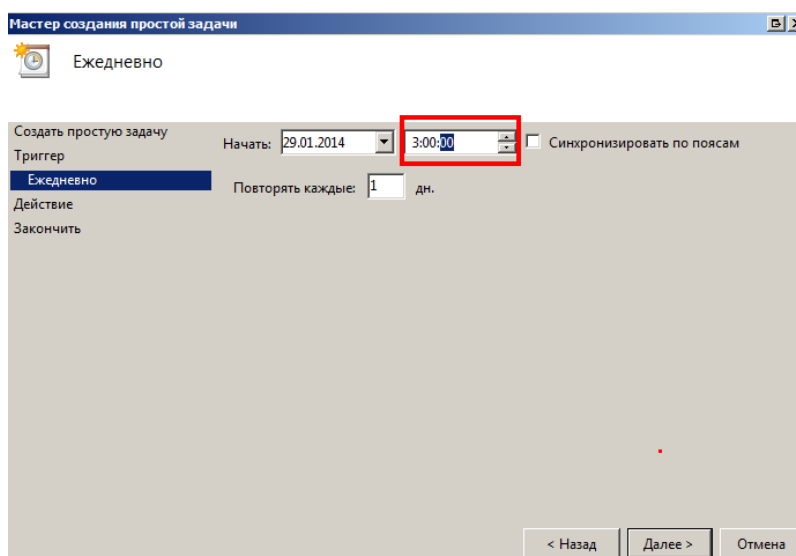 Мастер создания простой задачи
Ежедневно
Создать простую задачу
Триггер
Ежедневно
Действие
Закончить
Начать: 29.01.2014 3:00:00 Синхронизировать по поясам
Повторять каждые: 1 дн.
< Назад Далее > Отмена